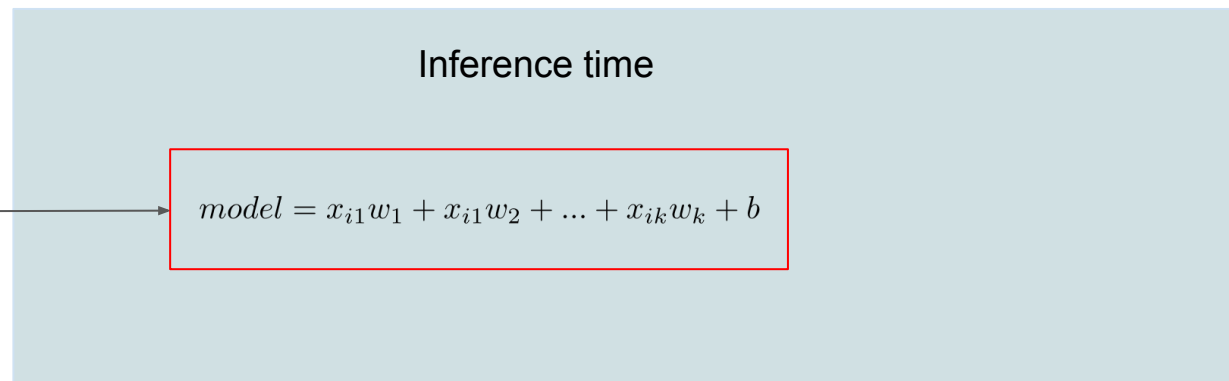 Inference time
$model = x_{i1}w_1 + x_{i1}w_2 + ... + x_{ik}w_k + b$